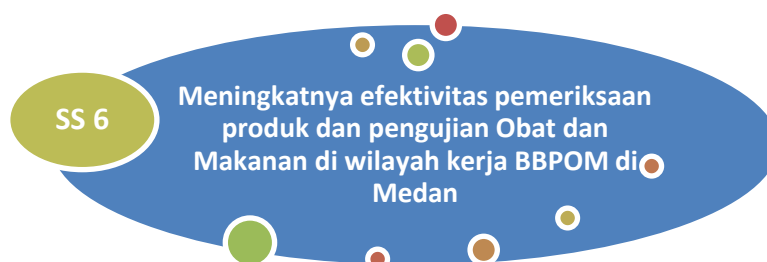 SS 6
Meningkatnya efektivitas pemeriksaan
produk dan pengujian Obat dan
Makanan di wilayah kerja BBPOM di
Medan